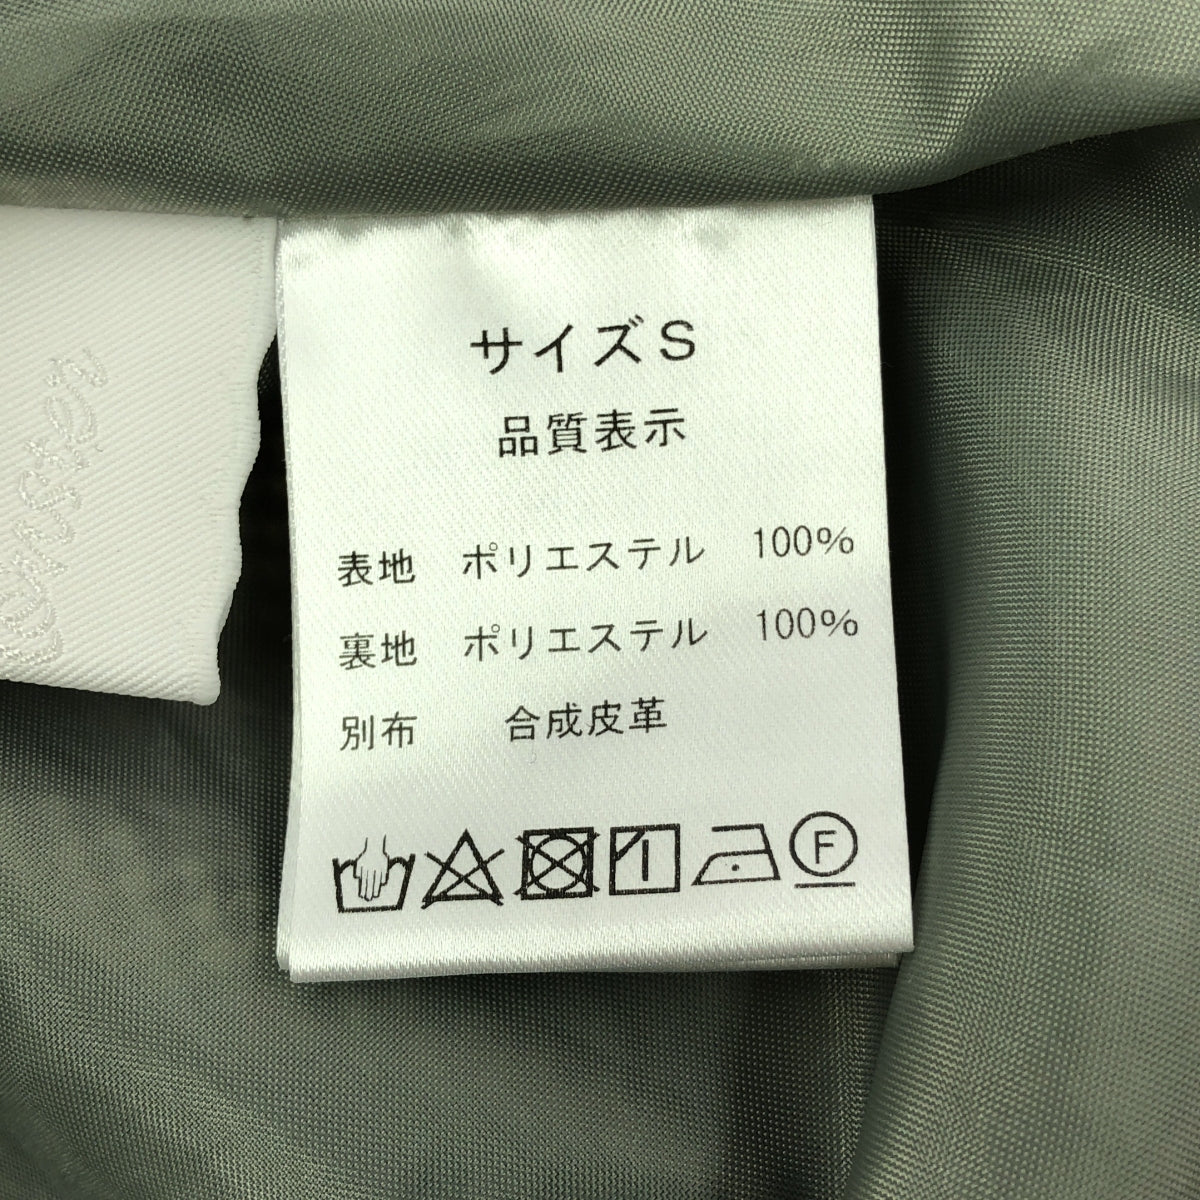 サイズS
品質表示
表地 ポリエステル 100%
裏地 ポリエステル 100%
別布 合成皮革
F